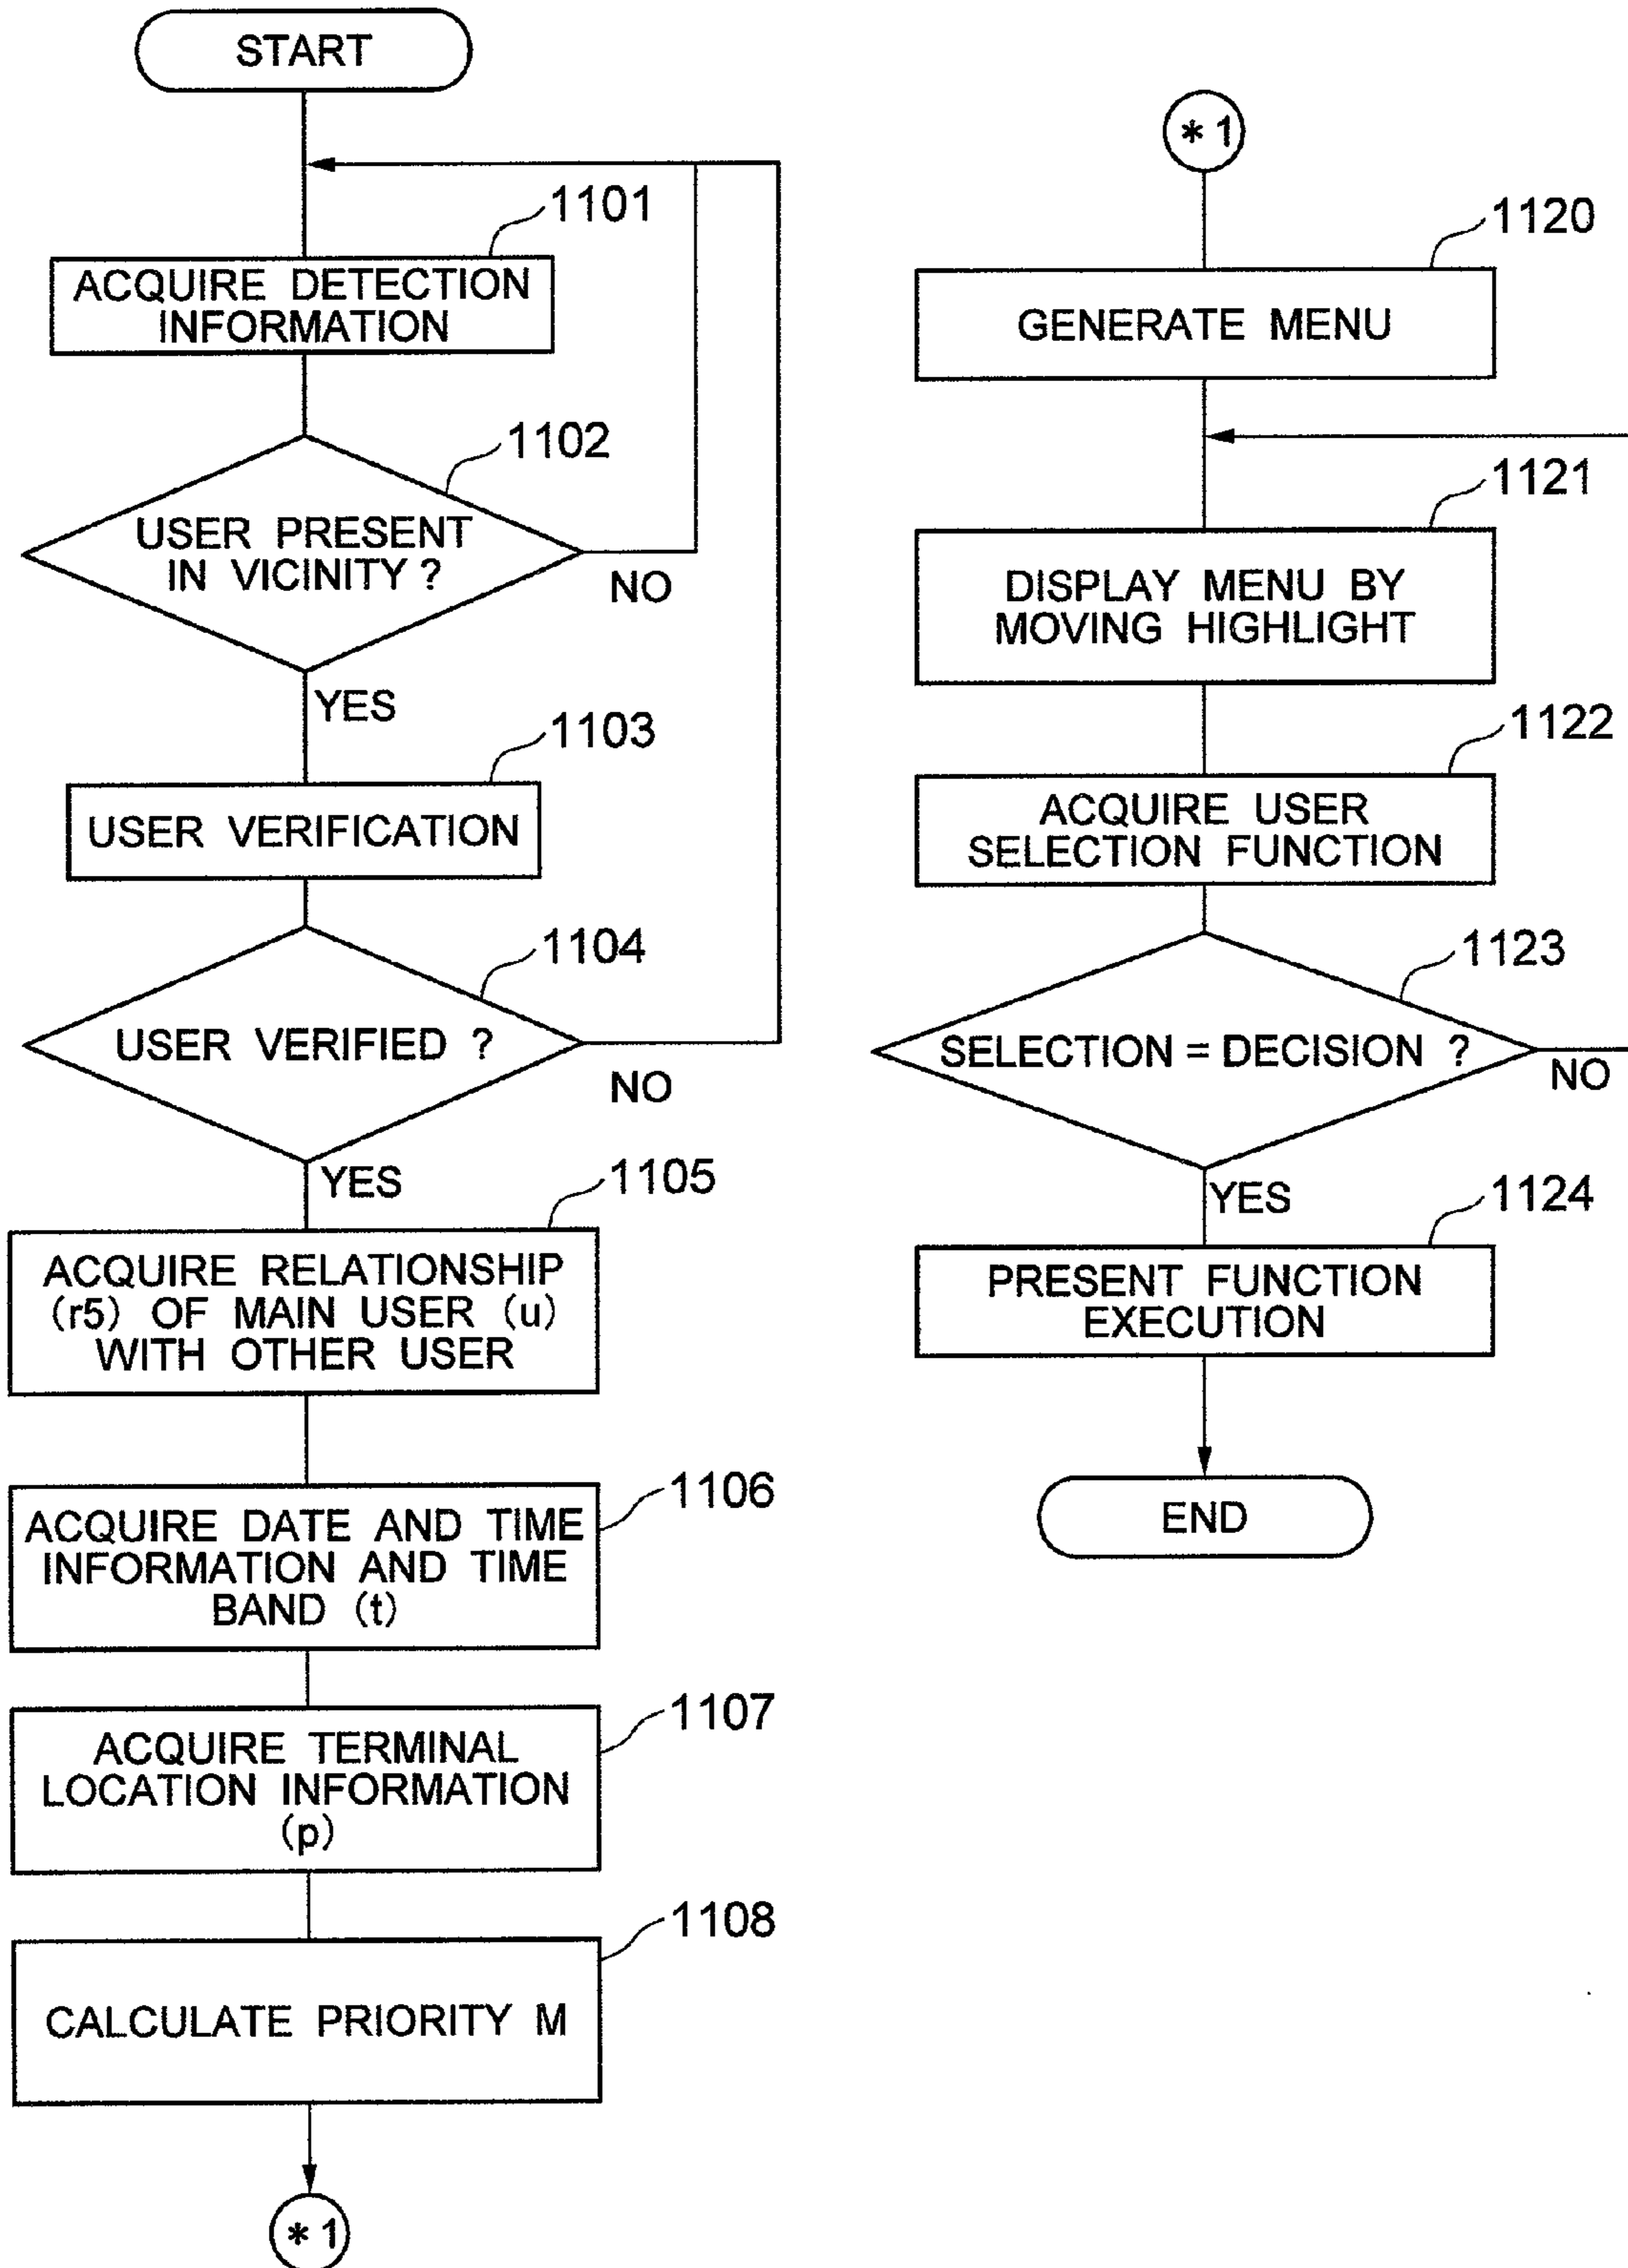 START
1101
ACQUIRE DETECTION
INFORMATION
1102
USER PRESENT
IN VICINITY ?
NO
YES
1103
USER VERIFICATION
1104
USER VERIFIED ?
NO
YES
1105
ACQUIRE RELATIONSHIP
(r5) OF MAIN USER (u)
WITH OTHER USER
1106
ACQUIRE DATE AND TIME
INFORMATION AND TIME
BAND (t)
1107
ACQUIRE TERMINAL
LOCATION INFORMATION
(p)
1108
CALCULATE PRIORITY M
*1
*1
1120
GENERATE MENU
1121
DISPLAY MENU BY
MOVING HIGHLIGHT
1122
ACQUIRE USER
SELECTION FUNCTION
1123
SELECTION = DECISION ?
NO
YES
1124
PRESENT FUNCTION
EXECUTION
END